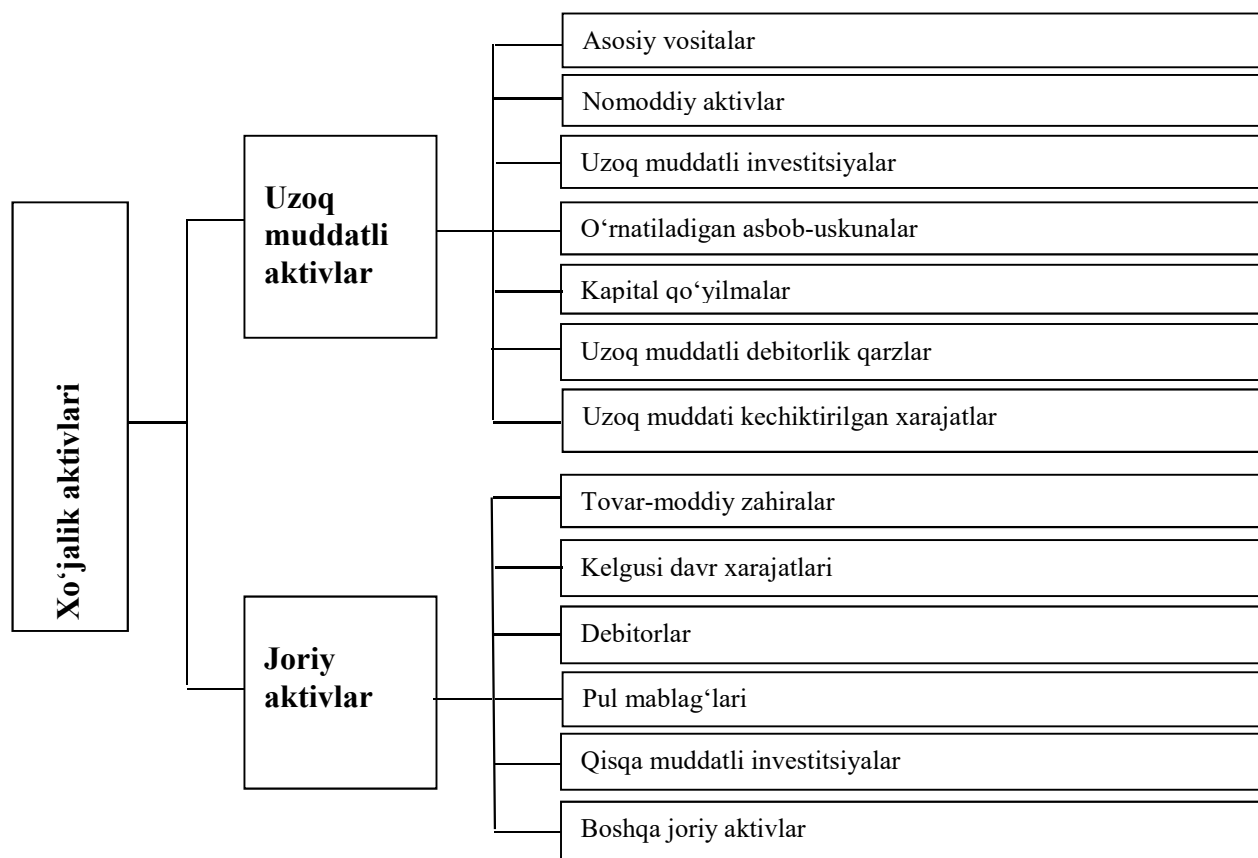 Xo‘jalik aktivlari
Uzoq
muddatli
aktivlar
Asosiy vositalar
Nomoddiy aktivlar
Uzoq muddatli investitsiyalar
O‘rnatiladigan asbob-uskunalar
Kapital qo‘yilmalar
Uzoq muddatli debitorlik qarzlar
Uzoq muddati kechiktirilgan xarajatlar
Joriy
aktivlar
Tovar-moddiy zahiralar
Kelgusi davr xarajatlari
Debitorlar
Pul mablag‘lari
Qisqa muddatli investitsiyalar
Boshqa joriy aktivlar